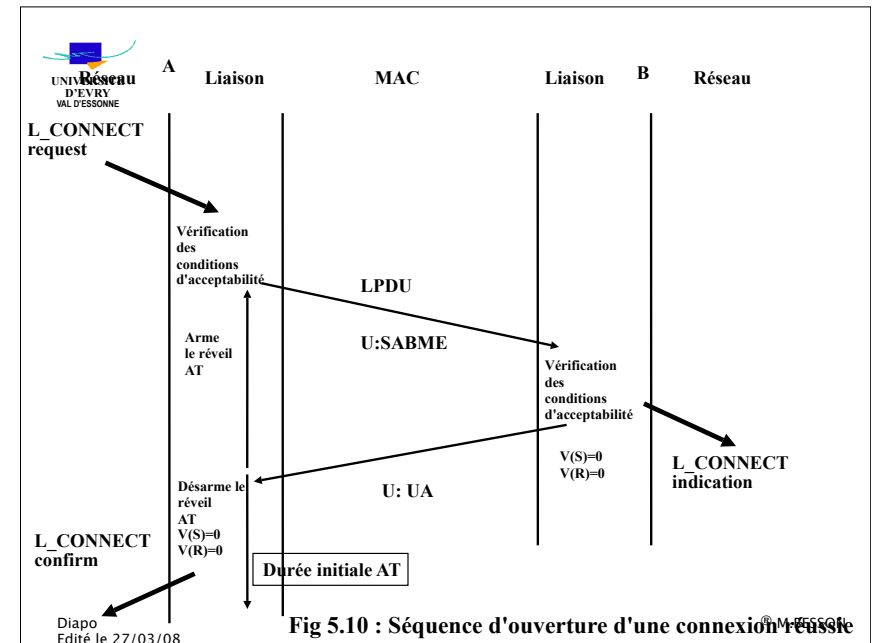 UNIVERSITE
D'EVRY
VAL D'ESSONNE
Réseau
A
Liaison
MAC
Liaison
B
Réseau
L_CONNECT
request
Vérification
des
conditions
d'acceptabilité
LPDU
Arme
le réveil
AT
U:SABME
Vérification
des
conditions
d'acceptabilité
V(S)=0
V(R)=0
L_CONNECT
indication
U: UA
Désarme le
réveil
AT
V(S)=0
V(R)=0
L_CONNECT
confirm
Durée initiale AT
Diapo
Edité le 27/03/08
Fig 5.10 : Séquence d'ouverture d'une connexion réussie
® M.BESSON